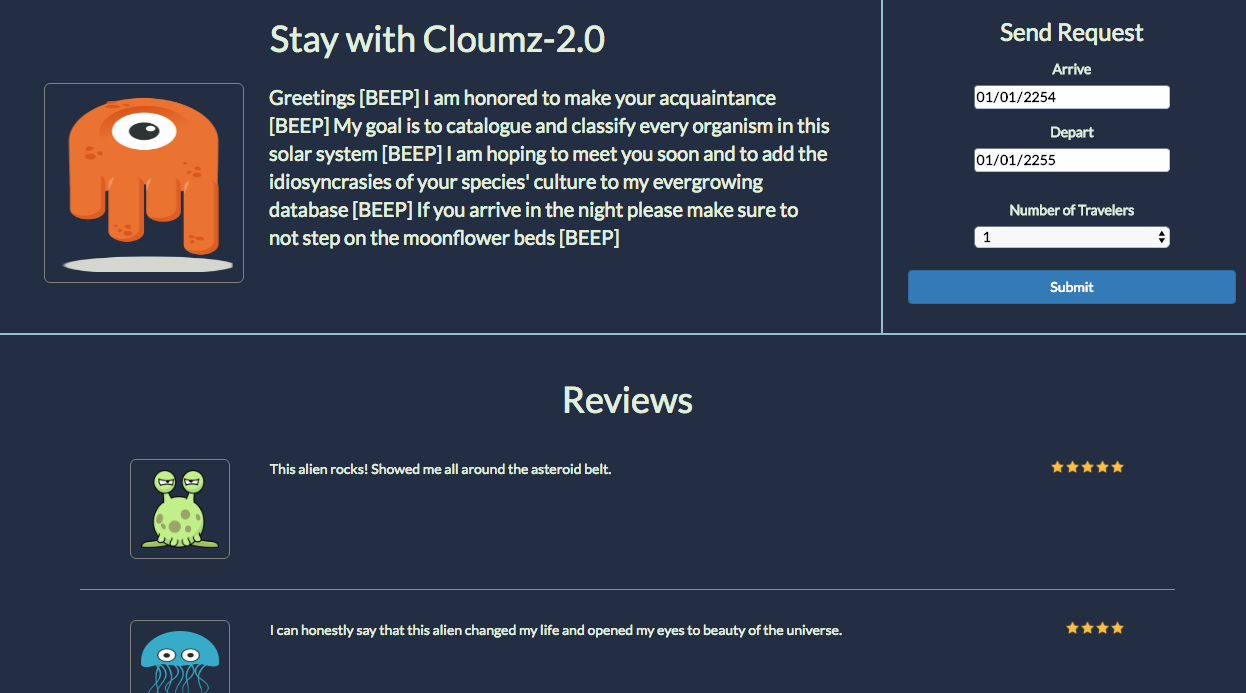 Stay with Cloumz-2.0
Greetings [BEEP] I am honored to make your acquaintance
[BEEP] My goal is to catalogue and classify every organism in this
solar system [BEEP] I am hoping to meet you soon and to add the
idiosyncrasies of your species' culture to my evergrowing
database [BEEP] If you arrive in the night please make sure to
not step on the moonflower beds [BEEP]
Send Request
Arrive
01/01/2254
Depart
01/01/2255
Number of Travelers
1
Submit
Reviews
This alien rocks! Showed me all around the asteroid belt.
I can honestly say that this alien changed my life and opened my eyes to beauty of the universe.